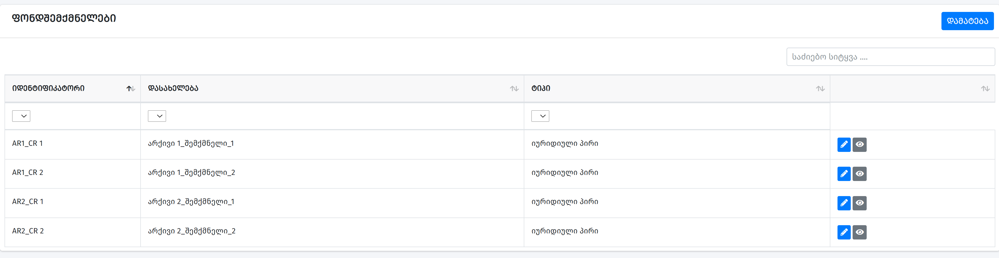 ფონდშემქმნელები
დამატება
საძიებო სიტყვა ....
იდენტიფიკატორი დასახელება ტიპი
AR1_CR 1 არქივი 1_შემქმნელი_1 იურიდიული პირი
AR1_CR 2 არქივი 1_შემქმნელი_2 იურიდიული პირი
AR2_CR 1 არქივი 2_შემქმნელი_1 იურიდიული პირი
AR2_CR 2 არქივი 2_შემქმნელი_2 იურიდიული პირი